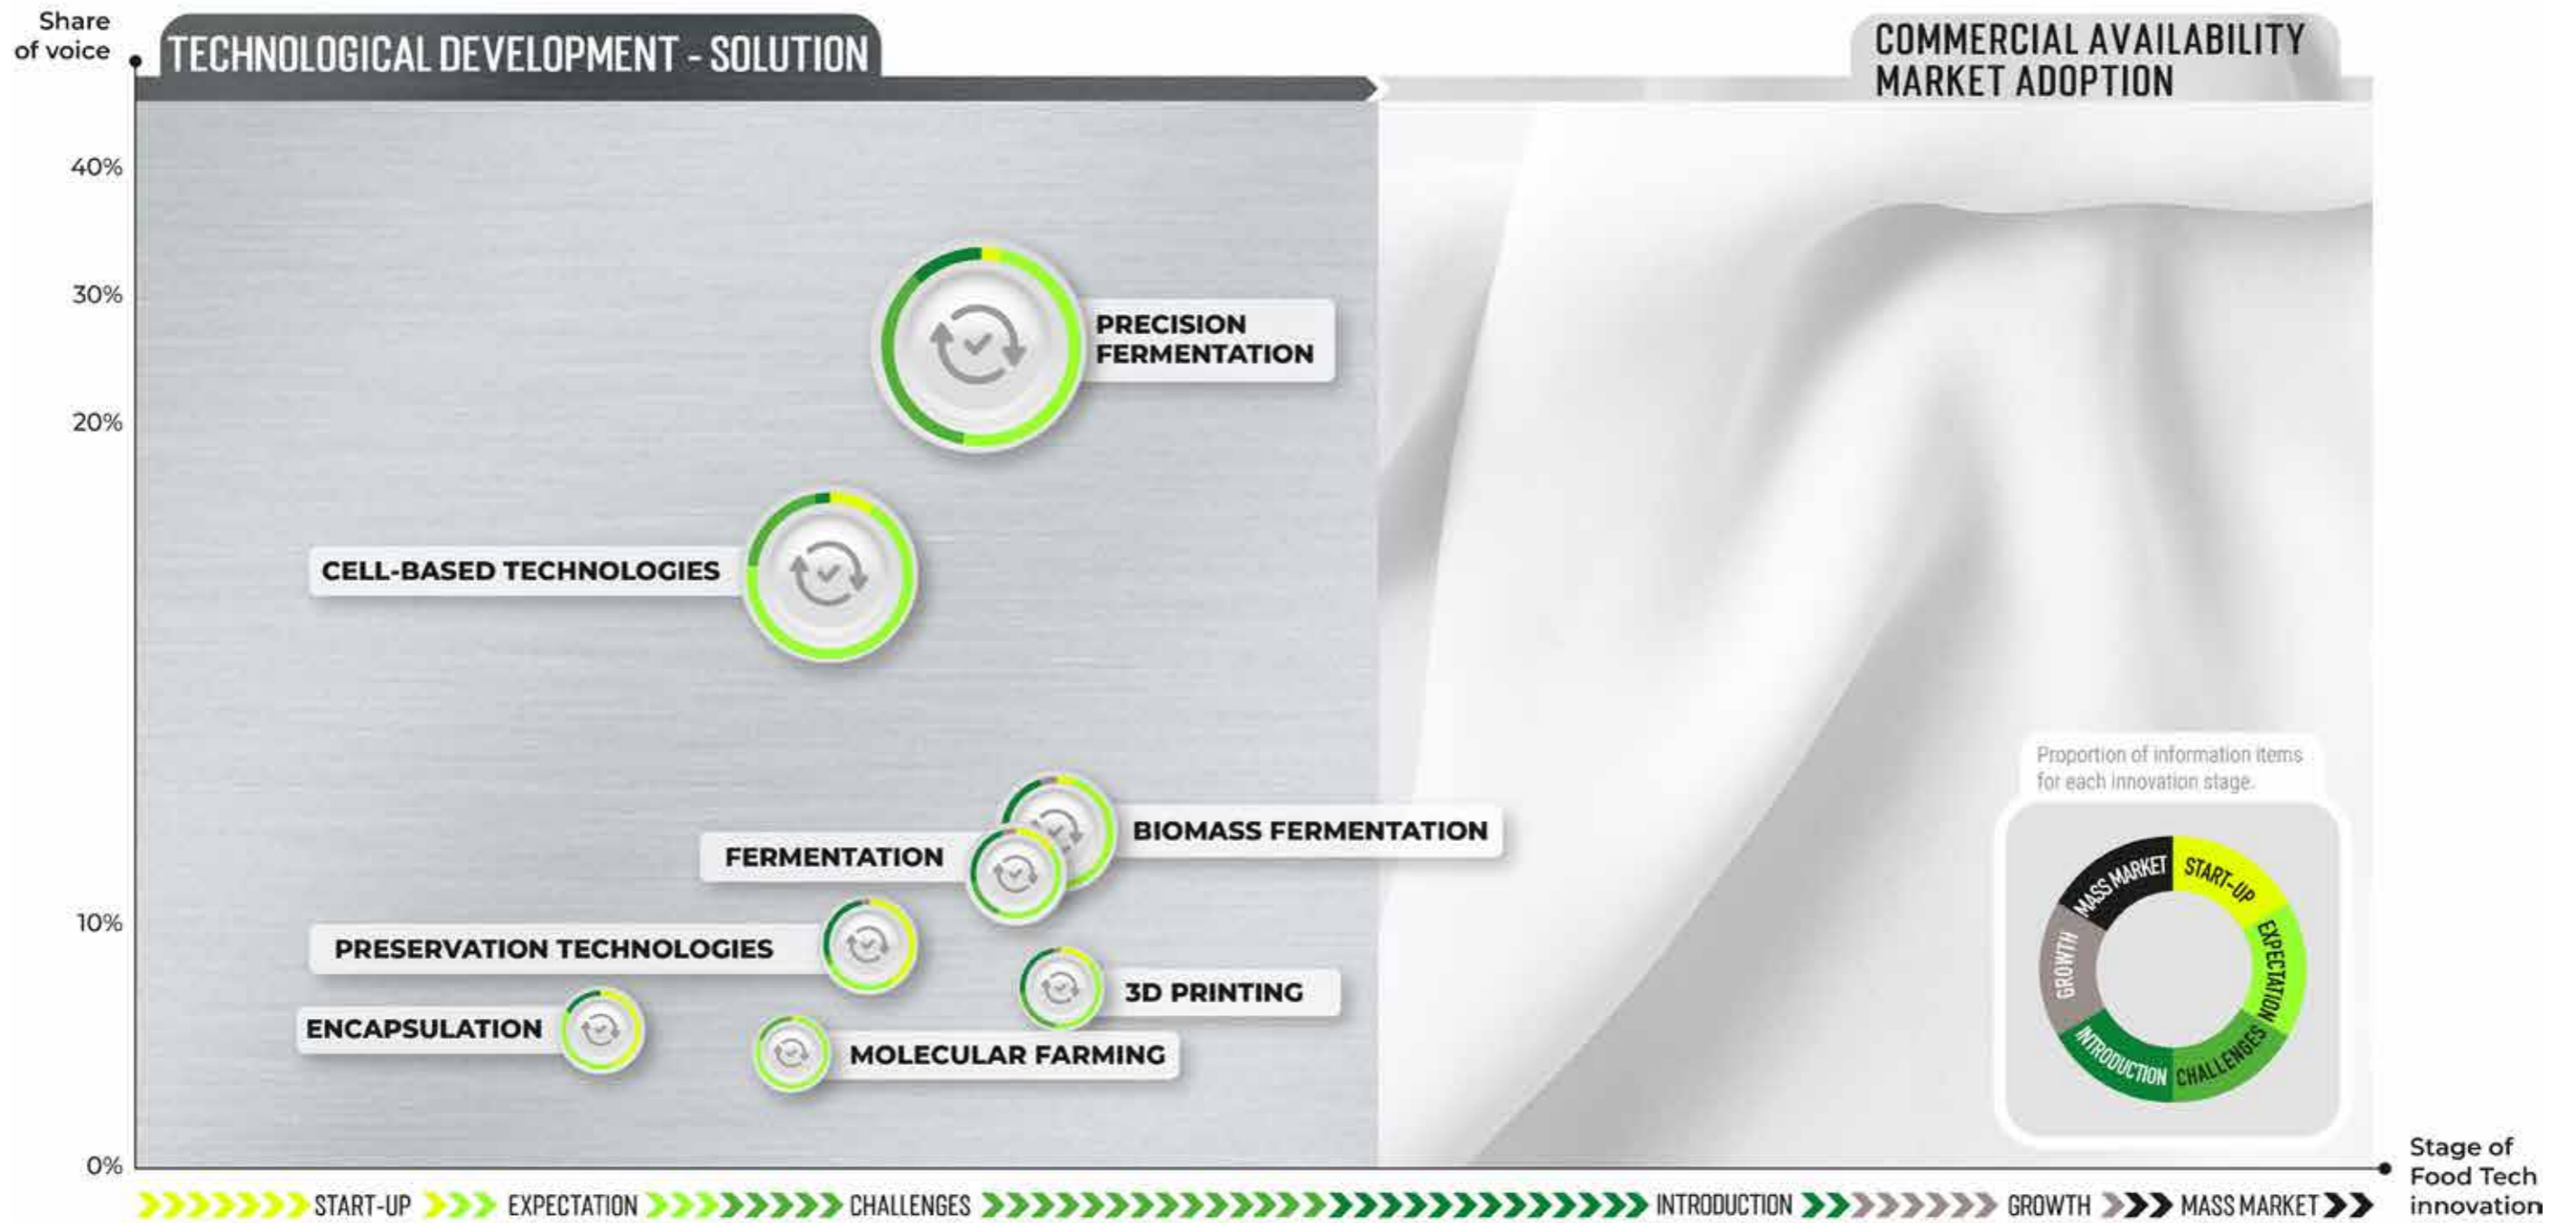 Share
of voice
TECHNOLOGICAL DEVELOPMENT - SOLUTION
COMMERCIAL AVAILABILITY
MARKET ADOPTION
40%
30%
20%
10%
0%
PRECISION
FERMENTATION
CELL-BASED TECHNOLOGIES
BIOMASS FERMENTATION
FERMENTATION
PRESERVATION TECHNOLOGIES
3D PRINTING
ENCAPSULATION
MOLECULAR FARMING
Proportion of information items
for each innovation stage.
START-UP
EXPECTATION
CHALLENGES
INTRODUCTION
GROWTH
MASS MARKET
Stage of
Food Tech
innovation
START-UP EXPECTATION CHALLENGES INTRODUCTION GROWTH MASS MARKET